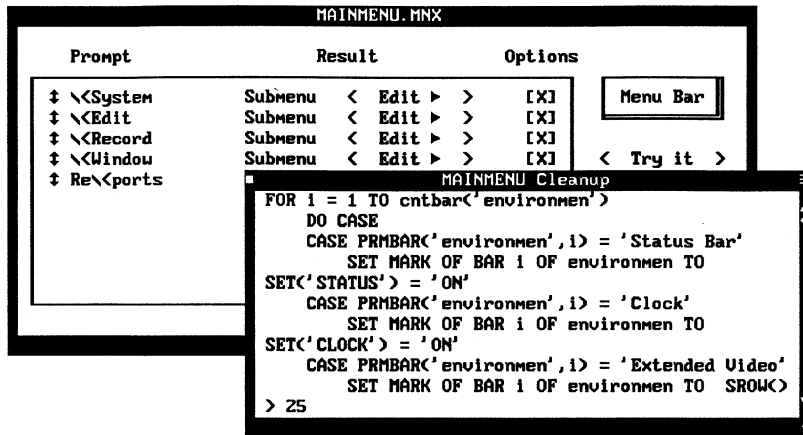 MAINMENU.MNX
Prompt Result Options
↕ \<System Submenu < Edit ► > [X] Menu Bar
↕ \<Edit Submenu < Edit ► > [X]
↕ \<Record Submenu < Edit ► > [X]
↕ \<Window Submenu < Edit ► > [X] < Try it >
↕ Re\<ports
MAINMENU Cleanup
FOR i = 1 TO cntbar('environmen')
DO CASE
CASE PRMBAR('environmen',i) = 'Status Bar'
SET MARK OF BAR i OF environmen TO
SET('STATUS') = 'ON'
CASE PRMBAR('environmen',i) = 'Clock'
SET MARK OF BAR i OF environmen TO
SET('CLOCK') = 'ON'
CASE PRMBAR('environmen',i) = 'Extended Video'
SET MARK OF BAR i OF environmen TO SROW()
> 25